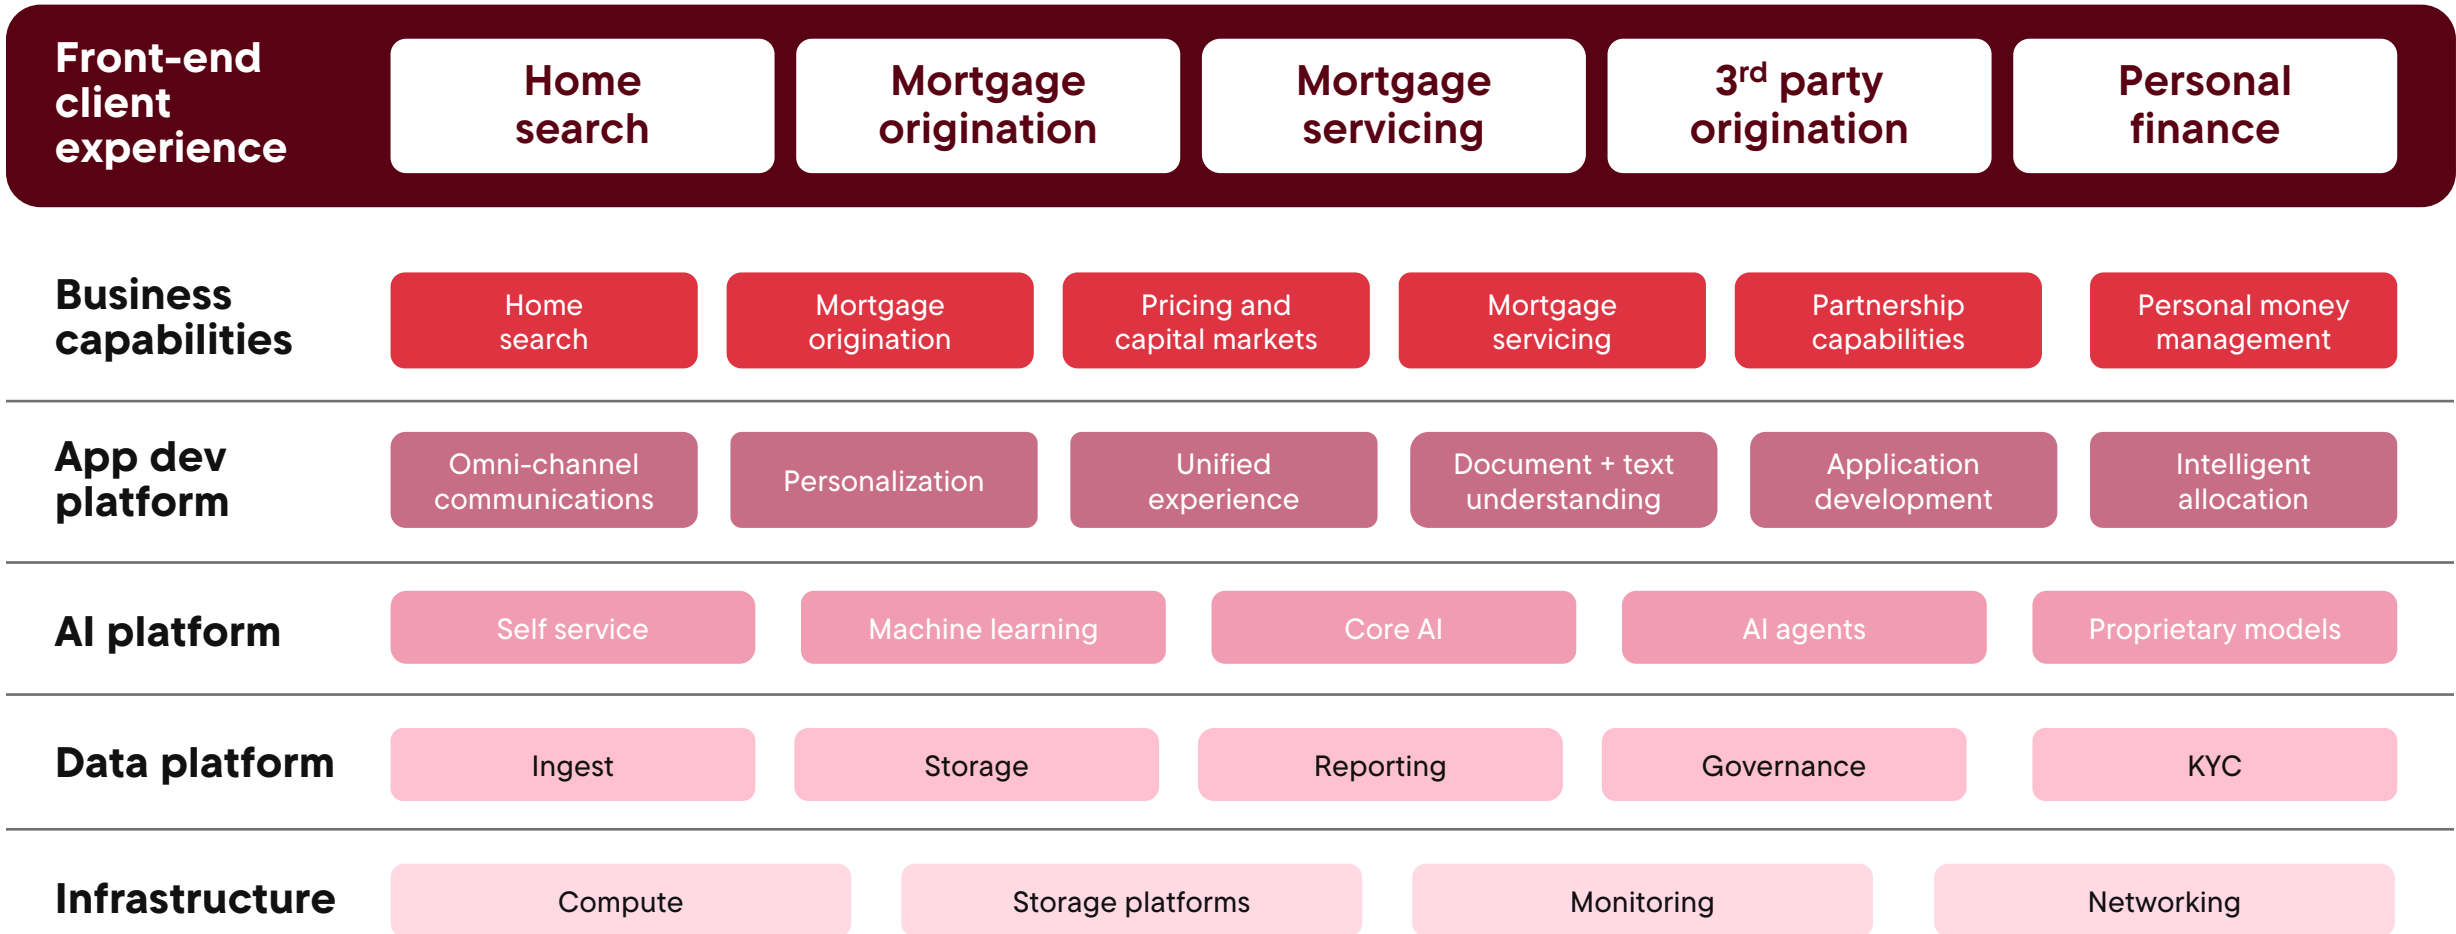 Front-end
client
experience
Home
search
Mortgage
origination
Mortgage
servicing
3rd party
origination
Personal
finance
Business
capabilities
Home
search
Mortgage
origination
Pricing and
capital markets
Mortgage
servicing
Partnership
capabilities
Personal money
management
App dev
platform
Omni-channel
communications
Personalization
Unified
experience
Document + text
understanding
Application
development
Intelligent
allocation
AI platform
Self service
Machine learning
Core AI
AI agents
Proprietary models
Data platform
Ingest
Storage
Reporting
Governance
KYC
Infrastructure
Compute
Storage platforms
Monitoring
Networking